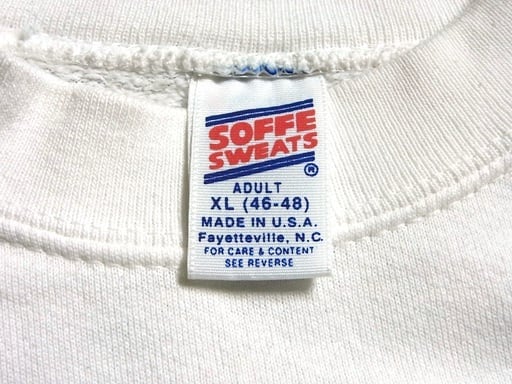 SOFFE
SWEATS
®
ADULT
XL (46-48)
MADE IN U.S.A.
Fayetteville, N.C.
FOR CARE & CONTENT
SEE REVERSE